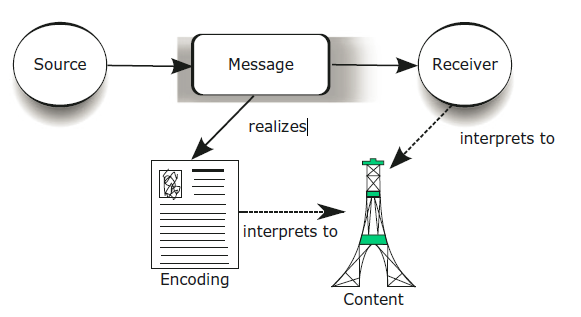 Source
Message
Receiver
realizes
interprets to
interprets to
Encoding
Content